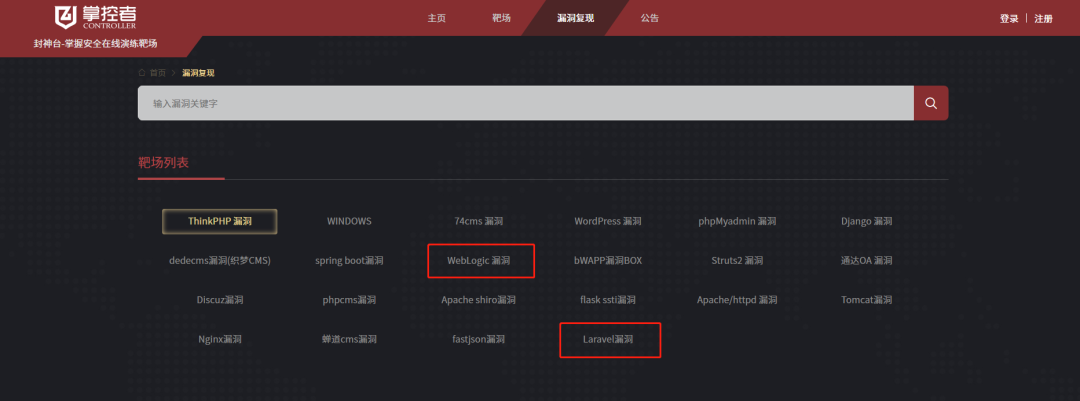 掌控者
CONTROLLER
主页 靶场 漏洞复现 公告 登录 注册
封神台-掌握安全在线演练靶场
首页 漏洞复现
输入漏洞关键字
靶场列表
ThinkPHP 漏洞 WINDOWS 74cms 漏洞 WordPress 漏洞 phpMyadmin 漏洞 Django 漏洞
dedecms漏洞(织梦CMS) spring boot漏洞 WebLogic 漏洞 bWAPP漏洞BOX Struts2 漏洞 通达OA 漏洞
Discuz漏洞 phpcms漏洞 Apache shiro漏洞 flask ssti漏洞 Apache/httpd 漏洞 Tomcat漏洞
Nginx漏洞 蝉道cms漏洞 fastjson漏洞 Laravel漏洞